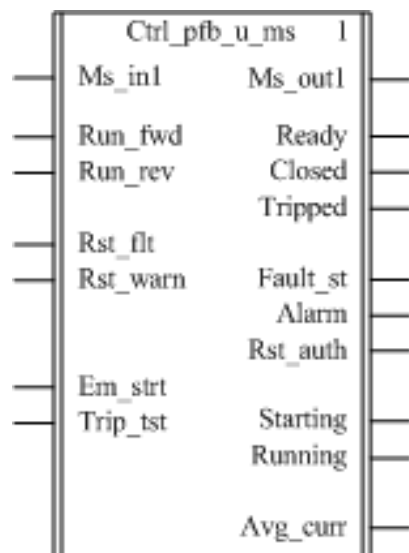 Ctrl_pfb_u_ms 1
Ms_in1 Ms_out1
Run_fwd Ready
Run_rev Closed
Tripped
Rst_flt
Rst_warn Fault_st
Alarm
Rst_auth
Em_strt
Trip_tst Starting
Running
Avg_curr